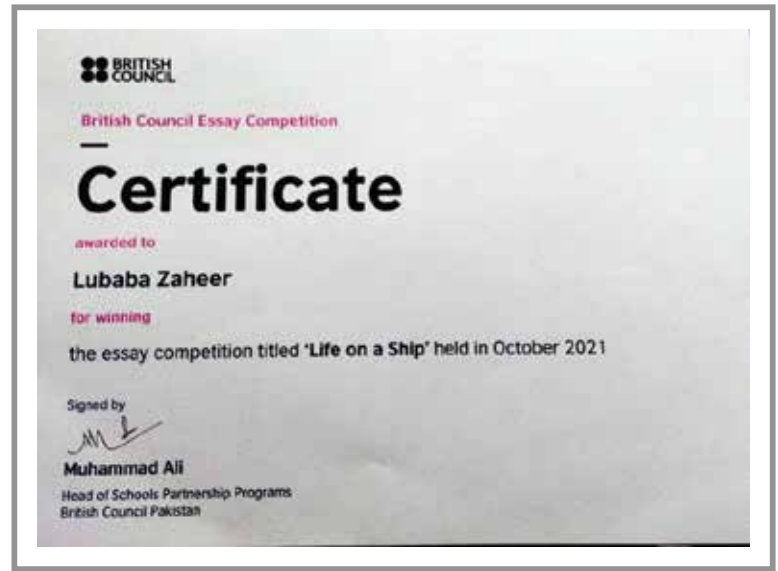 BRITISH
COUNCIL
British Council Essay Competition
Certificate
awarded to
Lubaba Zaheer
for winning
the essay competition titled 'Life on a Ship' held in October 2021
Signed by
Muhammad Ali
Head of Schools Partnership Programs
British Council Pakistan